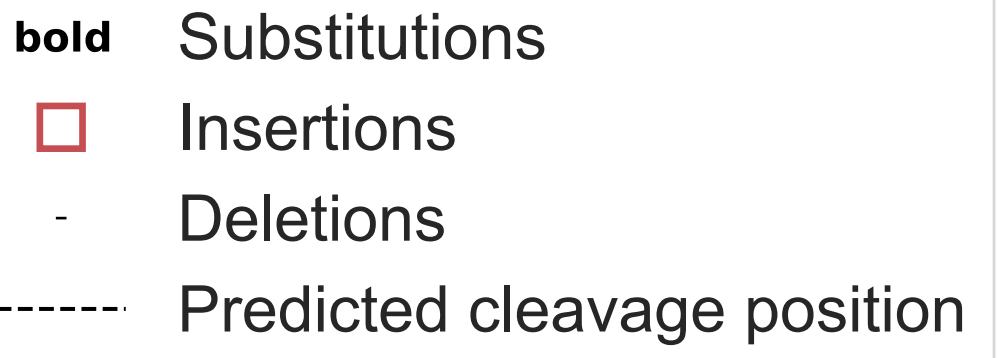 bold Substitutions
Insertions
- Deletions
Predicted cleavage position